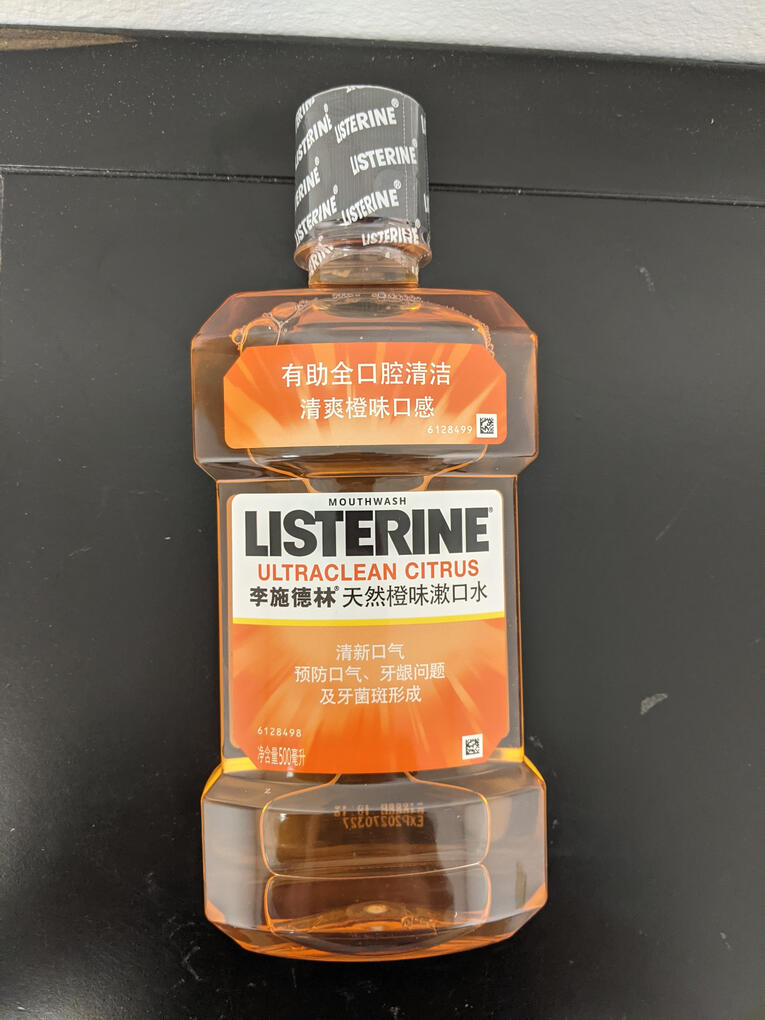 LISTERINE®
LISTERINE
LISTERINE®
LISTERINE®
LISTERINE
LISTERINE
有助全口腔清洁
清爽橙味口感
6128499
MOUTHWASH
LISTERINE®
ULTRACLEAN CITRUS
李施德林®天然橙味漱口水
清新口气
预防口气、牙龈问题
及牙菌斑形成
6128498
净含量500毫升
EXP20270327